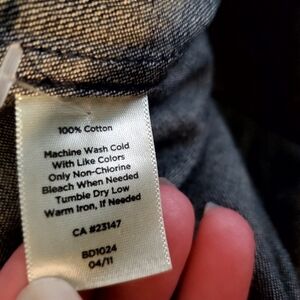 100% Cotton
Machine Wash Cold
With Like Colors
Only Non-Chlorine
Bleach When Needed
Tumble Dry Low
Warm Iron, If Needed
CA #23147
BD1024
04/11